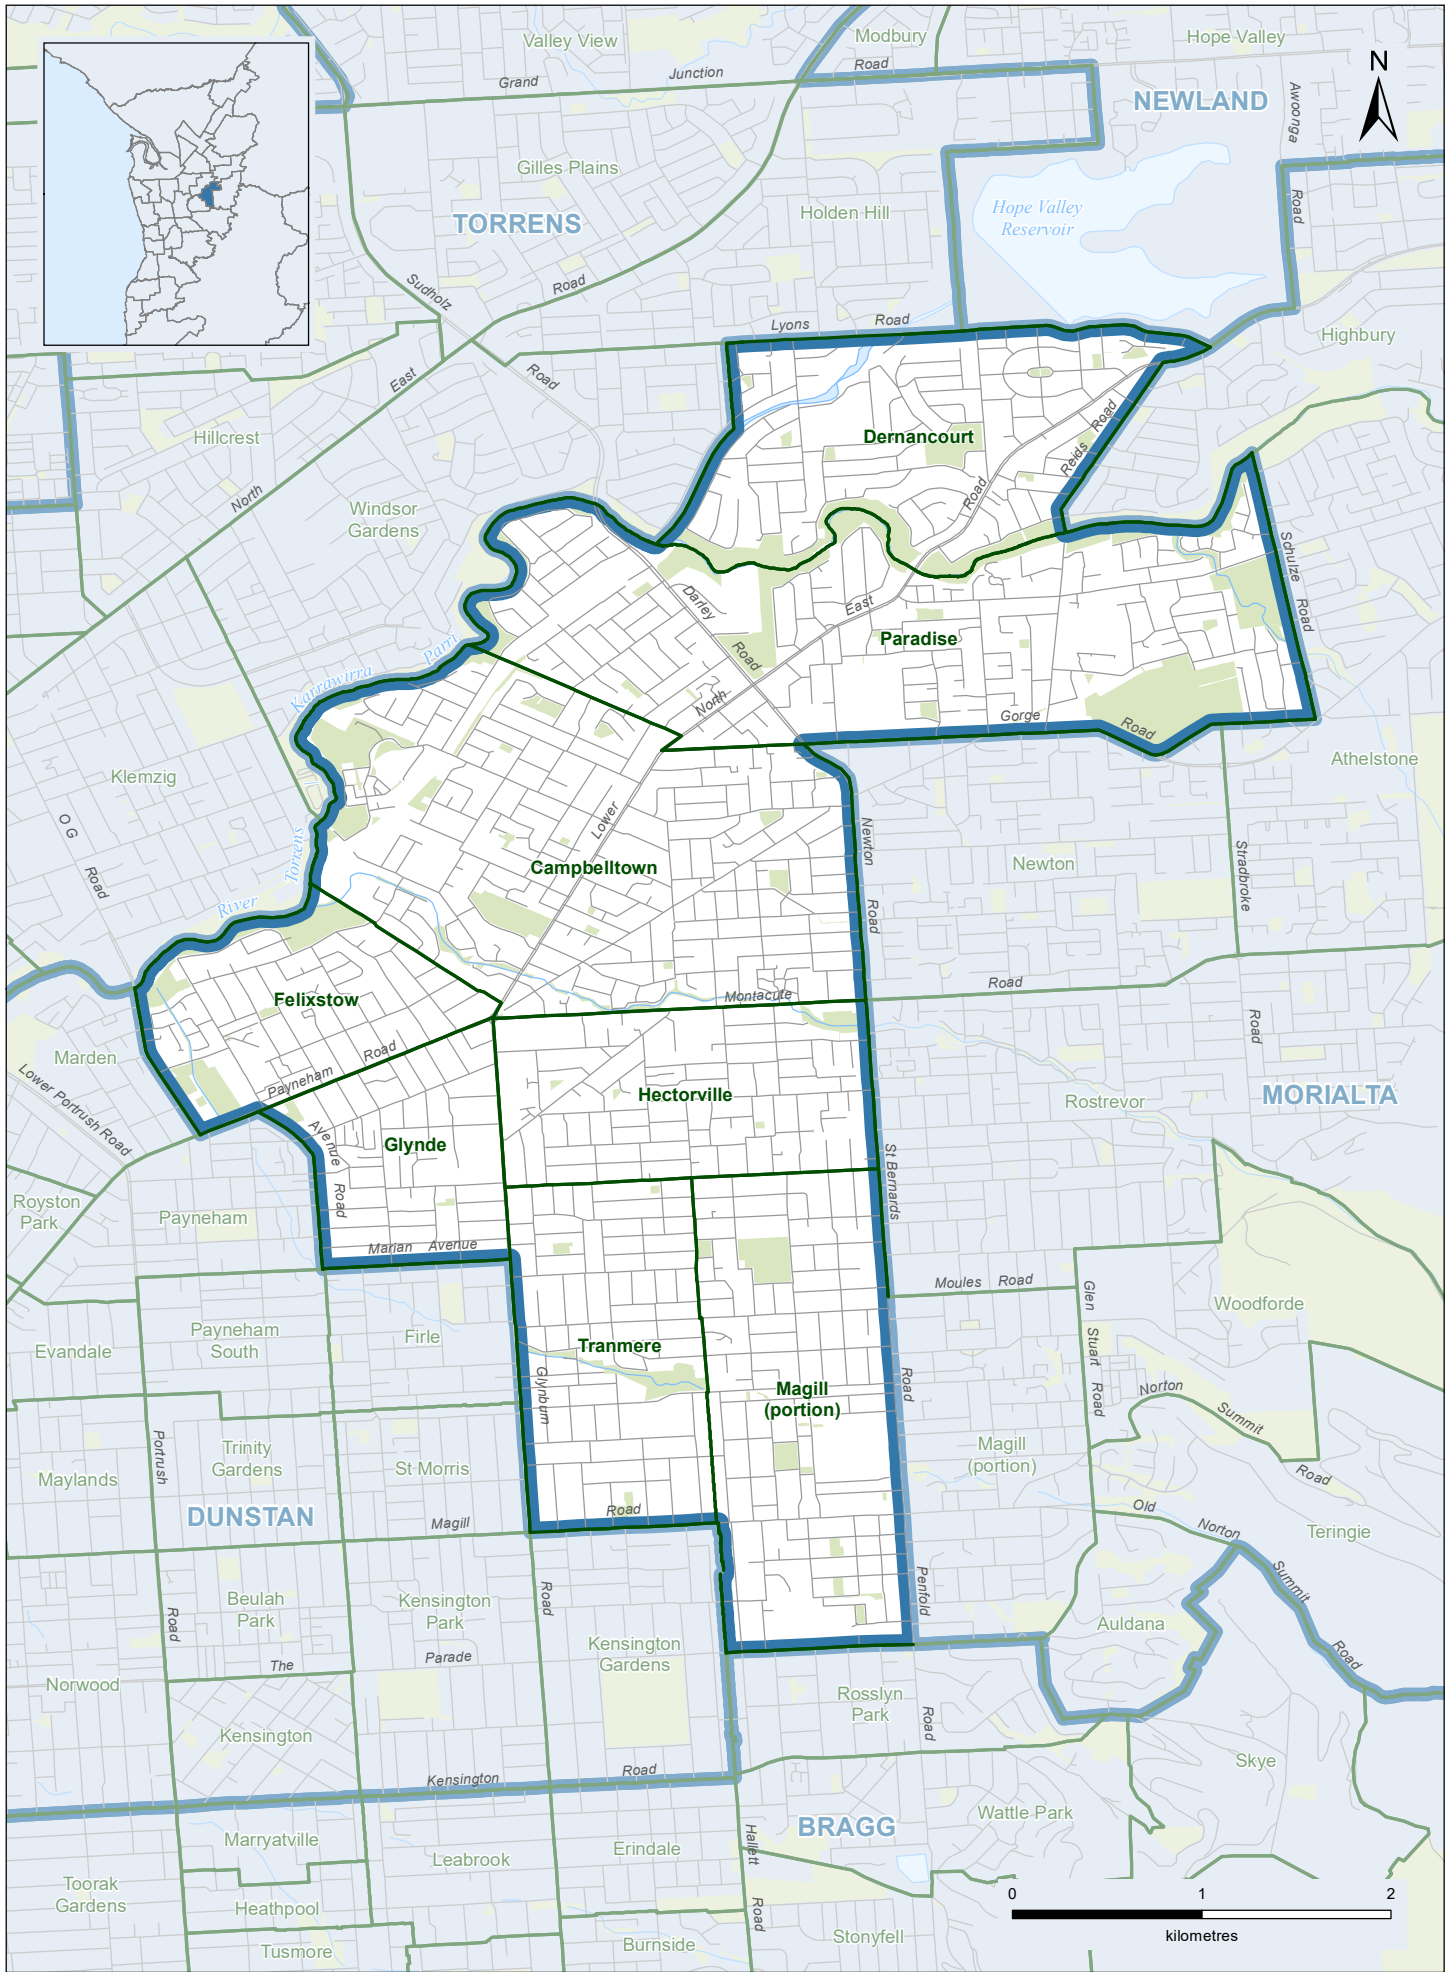 Valley View
Modbury
Hope Valley
Grand
Junction
Road
N
NEWLAND
Awoonga
Road
Gilles Plains
TORRENS
Holden Hill
Hope Valley
Reservoir
Sudholz
Road
Road
Lyons
Road
Highbury
East
Hillcrest
North
Windsor
Gardens
Dernancourt
Reids
Road
Road
Schulze
Road
Darley
Road
East
Paradise
Karrawirra
Parri
North
Gorge
Road
Athelstone
Klemzig
O G
Road
Lower
Newton
Road
Campbelltown
Newton
Stradbroke
Road
River
Torrens
Felixstow
Montacute
Road
Marden
Payneham
Road
Lower Portrush Road
Hectorville
Rostrevor
MORIALTA
Avenue
Road
Glynde
St Bernards
Road
Royston
Park
Payneham
Marian
Avenue
Moules
Road
Glen
Stuart
Road
Woodforde
Evandale
Payneham
South
Firle
Tranmere
Glynburn
Magill
(portion)
Norton
Summit
Road
Portrush
Trinity
Gardens
Maylands
St Morris
Magill
(portion)
DUNSTAN
Magill
Road
Old
Norton
Summit
Road
Teringie
Penfold
Beulah
Park
Kensington
Park
Road
Road
Auldana
Kensington
Gardens
The
Parade
Norwood
Rosslyn
Park
Road
Kensington
Skye
Kensington
Road
Wattle Park
BRAGG
Marryatville
Leabrook
Erindale
Hallett
Road
Toorak
Gardens
Heathpool
Tusmore
Burnside
Stonyfell
0
1
2
kilometres